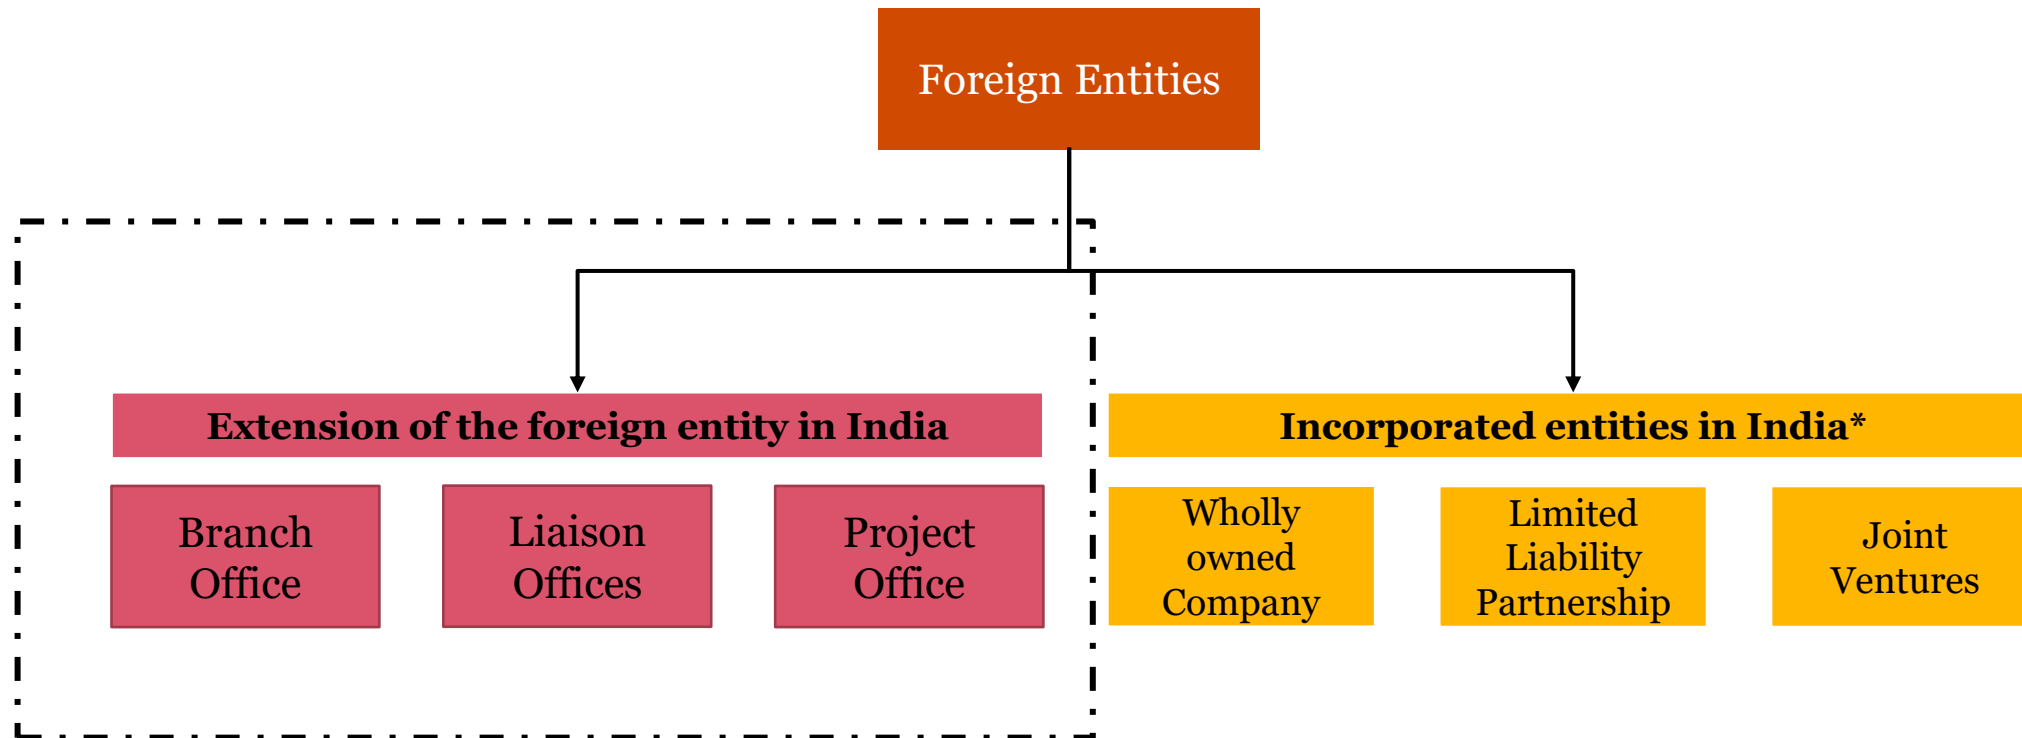 Foreign Entities
Extension of the foreign entity in India
Incorporated entities in India*
Branch
Office
Liaison
Offices
Project
Office
Wholly
owned
Company
Limited
Liability
Partnership
Joint
Ventures